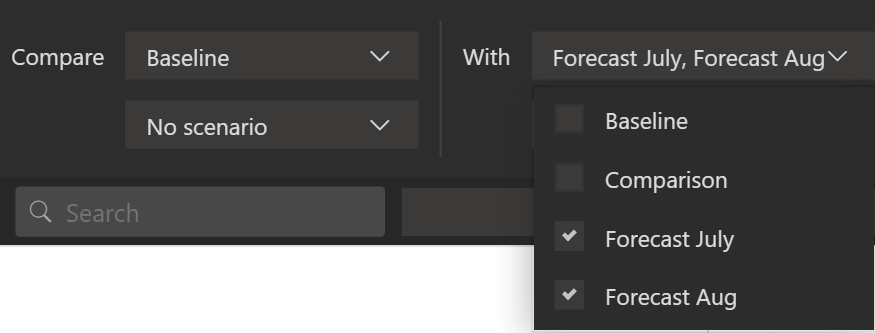 Compare Baseline With Forecast July, Forecast Aug
No scenario
Baseline
Comparison
Forecast July
Forecast Aug
Search